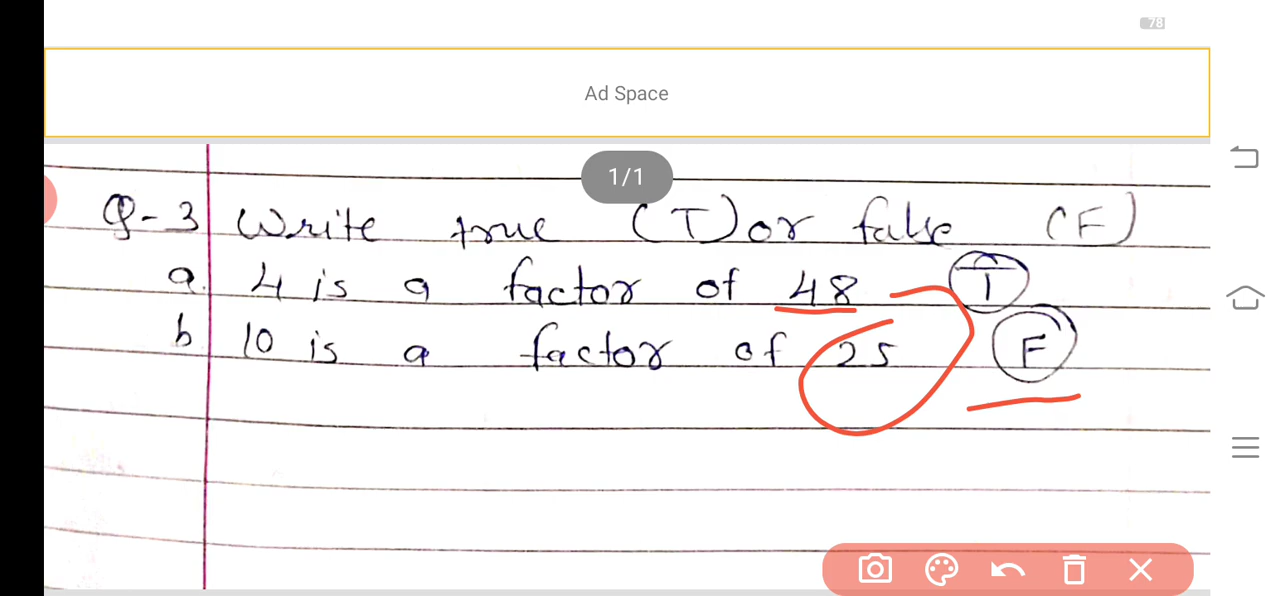 78
Ad Space
1/1
Q-3 Write true (T) or false (F)
a. 4 is a factor of 48 T
b 10 is a factor of 25 F